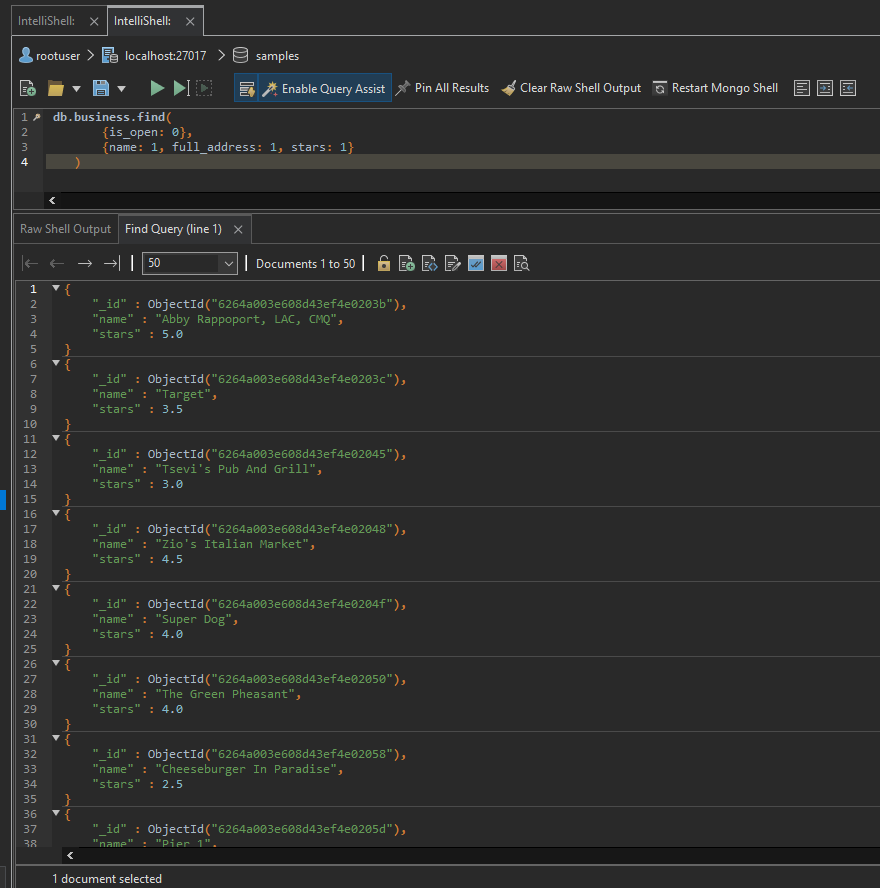 IntelliShell: IntelliShell:
rootuser localhost:27017 samples
Enable Query Assist Pin All Results Clear Raw Shell Output Restart Mongo Shell
1 db.business.find(
2 {is_open: 0},
3 {name: 1, full_address: 1, stars: 1}
4 )
Raw Shell Output Find Query (line 1)
50 Documents 1 to 50
1 {
2 "_id" : ObjectId("6264a003e608d43ef4e0203b"),
3 "name" : "Abby Rappoport, LAC, CMQ",
4 "stars" : 5.0
5 }
6 {
7 "_id" : ObjectId("6264a003e608d43ef4e0203c"),
8 "name" : "Target",
9 "stars" : 3.5
10 }
11 {
12 "_id" : ObjectId("6264a003e608d43ef4e02045"),
13 "name" : "Tsevi's Pub And Grill",
14 "stars" : 3.0
15 }
16 {
17 "_id" : ObjectId("6264a003e608d43ef4e02048"),
18 "name" : "Zio's Italian Market",
19 "stars" : 4.5
20 }
21 {
22 "_id" : ObjectId("6264a003e608d43ef4e0204f"),
23 "name" : "Super Dog",
24 "stars" : 4.0
25 }
26 {
27 "_id" : ObjectId("6264a003e608d43ef4e02050"),
28 "name" : "The Green Pheasant",
29 "stars" : 4.0
30 }
31 {
32 "_id" : ObjectId("6264a003e608d43ef4e02058"),
33 "name" : "Cheeseburger In Paradise",
34 "stars" : 2.5
35 }
36 {
37 "_id" : ObjectId("6264a003e608d43ef4e0205d"),
38 "name" : "Pier 1",
1 document selected